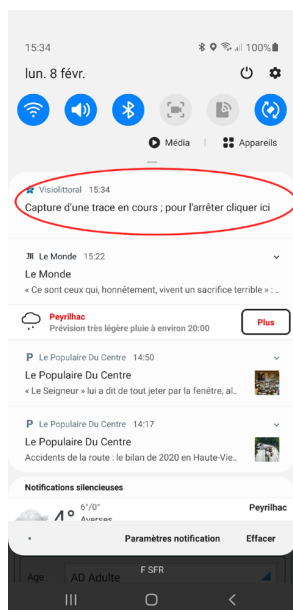 15:34 100%
lun. 8 févr.
Média | Appareils
Visiolittoral 15:34
Capture d'une trace en cours ; pour l'arrêter cliquer ici
Le Monde 15:22
Le Monde
« Ce sont ceux qui, honnêtement, vivent un sacrifice terrible » : ..
Peyrilhac
Prévision très légère pluie à environ 20:00
Plus
P Le Populaire Du Centre 14:50
Le Populaire Du Centre
« Le Seigneur » lui a dit de tout jeter par la fenêtre, al..
P Le Populaire Du Centre 14:17
Le Populaire Du Centre
Accidents de la route : le bilan de 2020 en Haute-Vie..
Notifications silencieuses
4° 6°/0° Peyrilhac
Averses
Paramètres notification Effacer
F SFR
Age AD Adulte